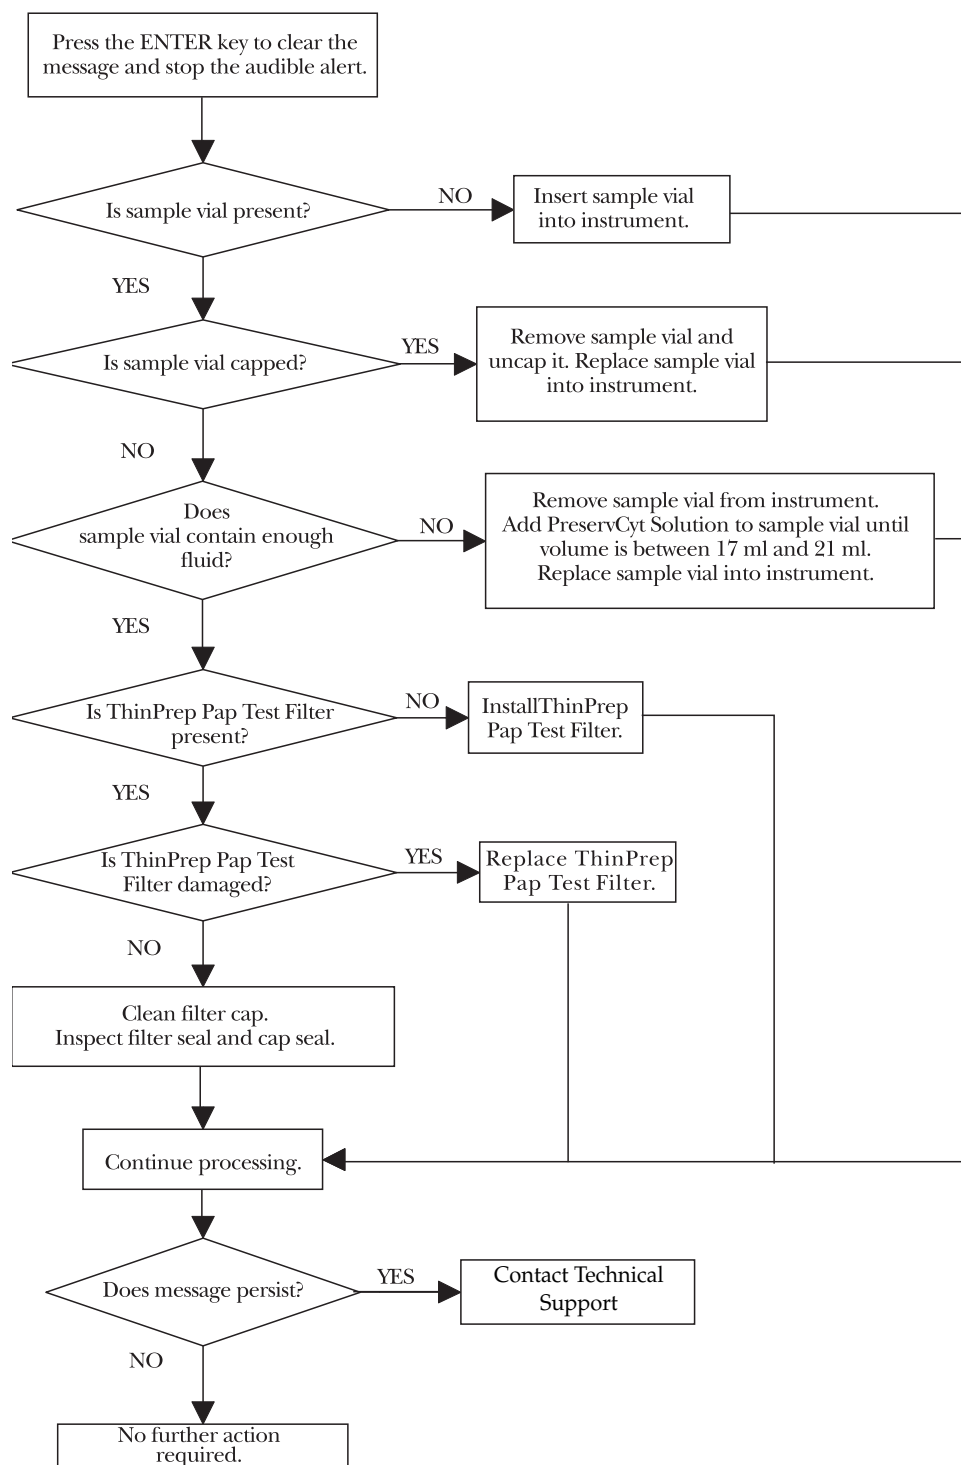 Press the ENTER key to clear the
message and stop the audible alert.
Is sample vial present?
NO
Insert sample vial
into instrument.
YES
Is sample vial capped?
YES
Remove sample vial and
uncap it. Replace sample vial
into instrument.
NO
Does
sample vial contain enough
fluid?
NO
Remove sample vial from instrument.
Add PreservCyt Solution to sample vial until
volume is between 17 ml and 21 ml.
Replace sample vial into instrument.
YES
Is ThinPrep Pap Test Filter
present?
NO
InstallThinPrep
Pap Test Filter.
YES
Is ThinPrep Pap Test
Filter damaged?
YES
Replace ThinPrep
Pap Test Filter.
NO
Clean filter cap.
Inspect filter seal and cap seal.
Continue processing.
Does message persist?
YES
Contact Technical
Support
NO
No further action
required.